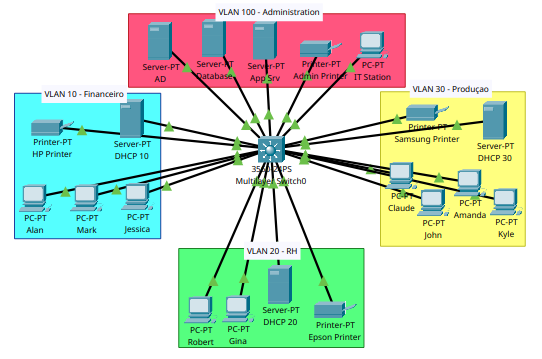 VLAN 100 - Administration
Server-PT
AD
Server-PT
Database
Server-PT
App Srv
Printer-PT
Admin Printer
PC-PT
IT Station
VLAN 10 - Financeiro
Printer-PT
HP Printer
Server-PT
DHCP 10
PC-PT
Alan
PC-PT
Mark
PC-PT
Jessica
3560-24PS
Multilayer Switch0
VLAN 30 - Produçao
Printer-PT
Samsung Printer
Server-PT
DHCP 30
PC-PT
Claude
PC-PT
John
PC-PT
Amanda
PC-PT
Kyle
VLAN 20 - RH
PC-PT
Robert
PC-PT
Gina
Server-PT
DHCP 20
Printer-PT
Epson Printer